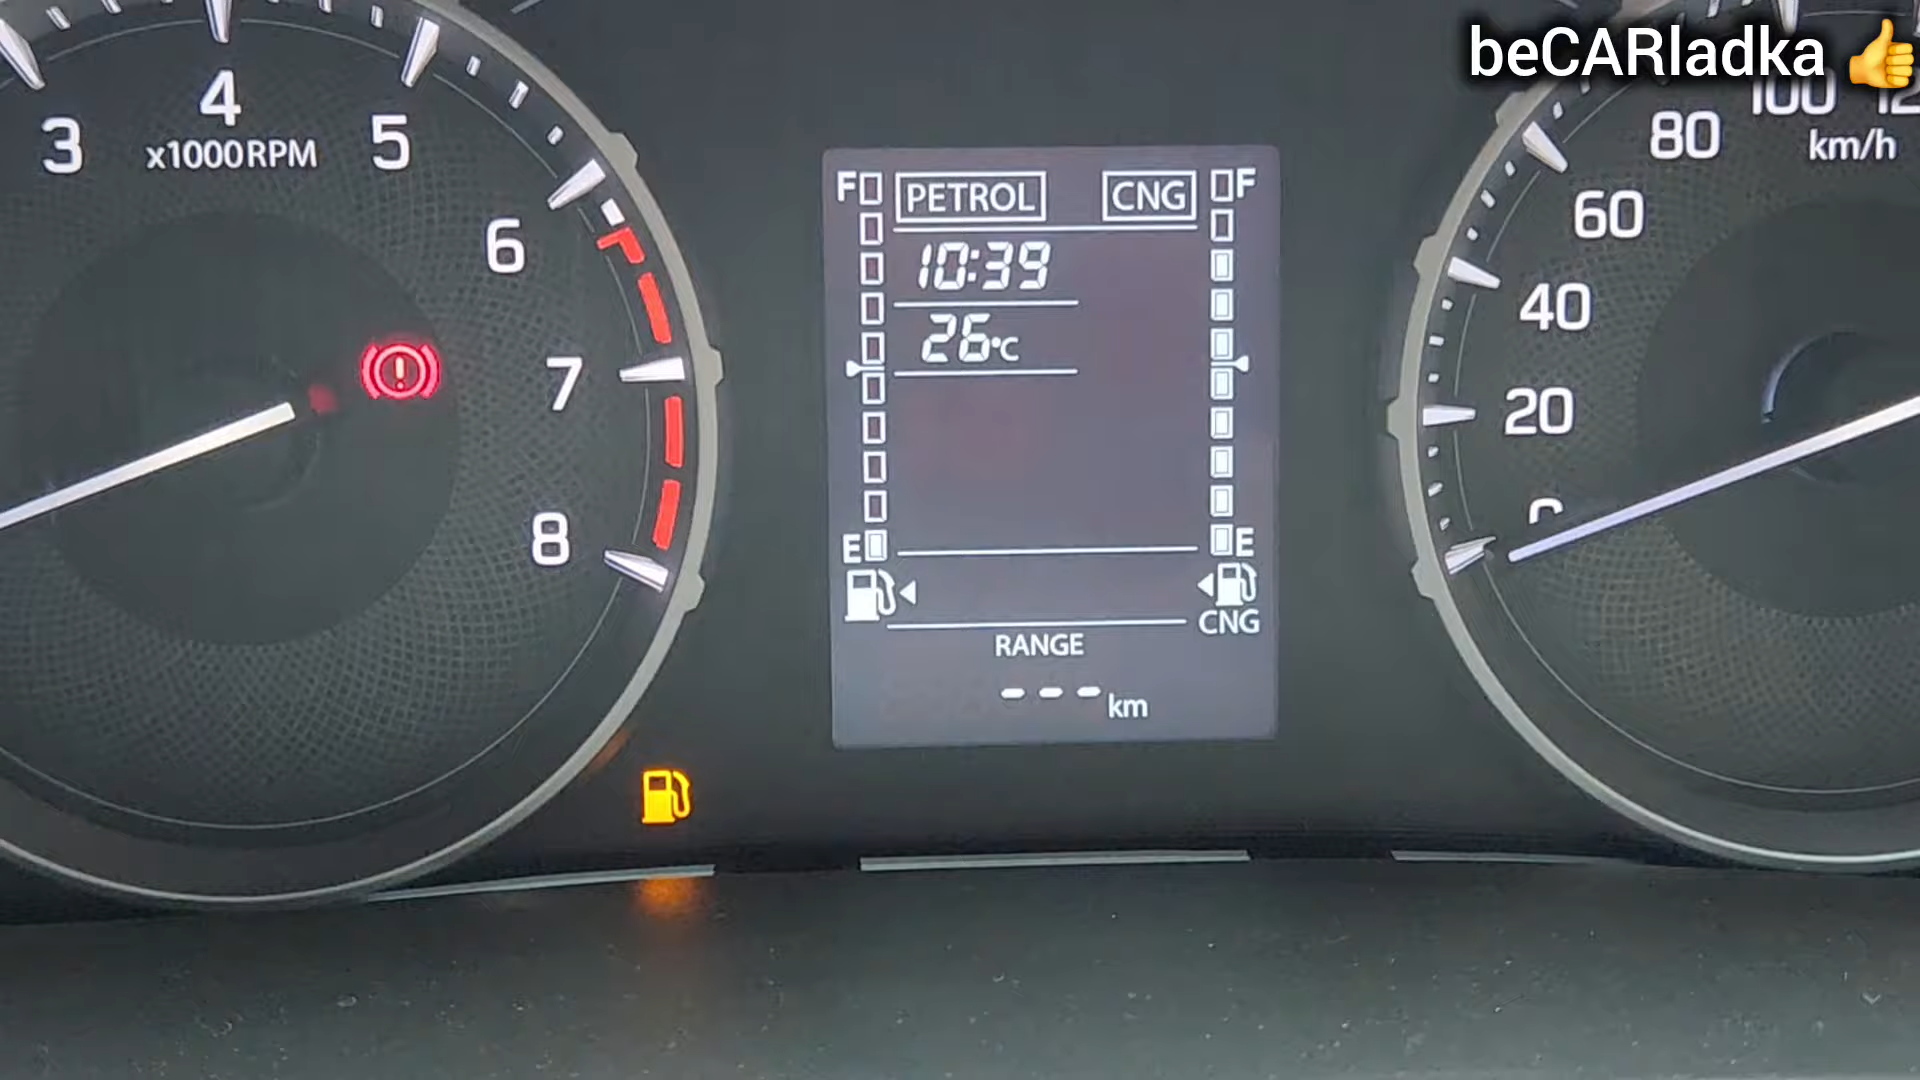 beCARladka 👍
3 4 5 6 7 8
x1000RPM
F PETROL CNG F
10:39
26°C
E E
CNG
RANGE
--- km
0 20 40 60 80 100
km/h